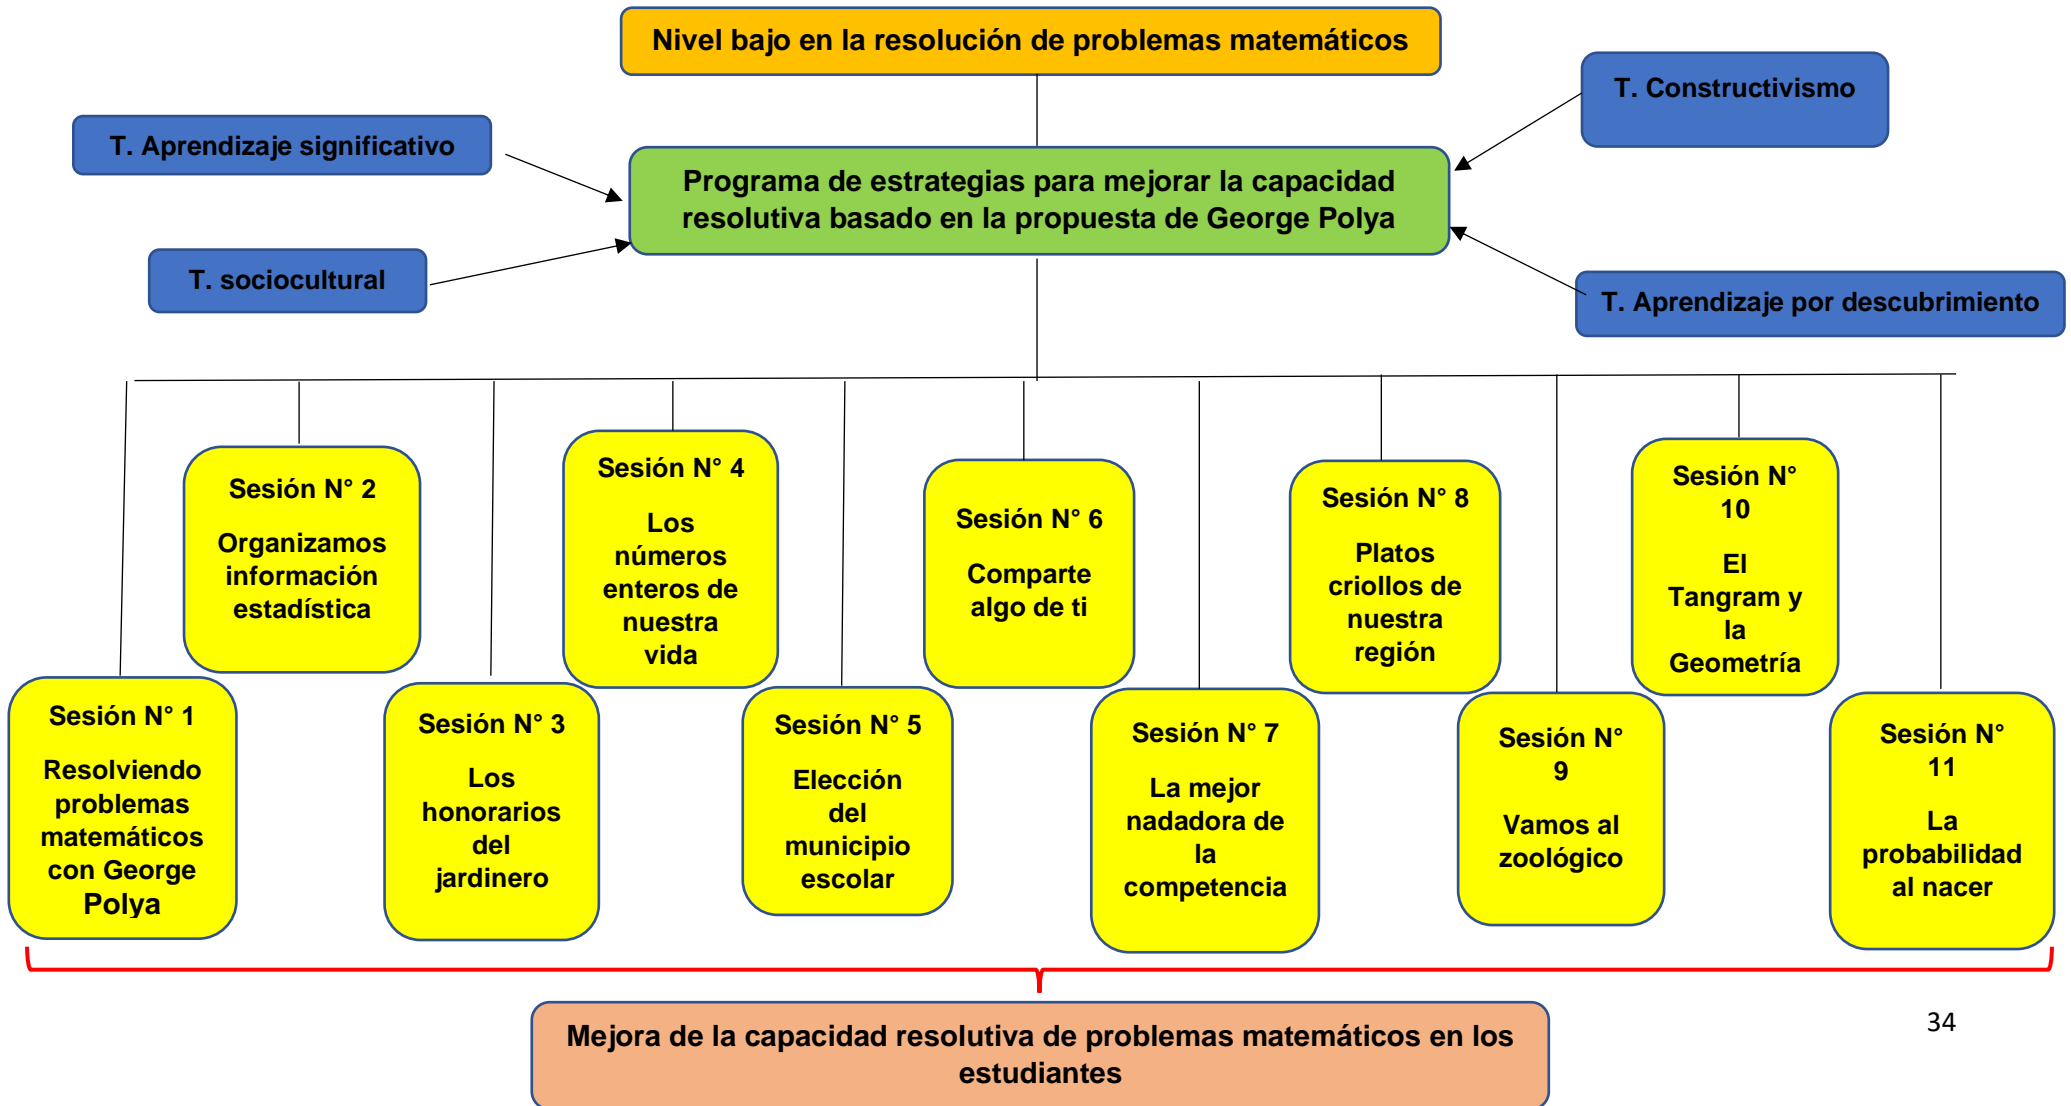 Nivel bajo en la resolución de problemas matemáticos
T. Constructivismo
T. Aprendizaje significativo
Programa de estrategias para mejorar la capacidad
resolutiva basado en la propuesta de George Polya
T. sociocultural
T. Aprendizaje por descubrimiento
Sesión N° 1
Resolviendo
problemas
matemáticos
con George
Polya
Sesión N° 2
Organizamos
información
estadística
Sesión N° 3
Los
honorarios
del
jardinero
Sesión N° 4
Los
números
enteros de
nuestra
vida
Sesión N° 5
Elección
del
municipio
escolar
Sesión N° 6
Comparte
algo de ti
Sesión N° 7
La mejor
nadadora de
la
competencia
Sesión N° 8
Platos
criollos de
nuestra
región
Sesión N°
9
Vamos al
zoológico
Sesión N°
10
El
Tangram y
la
Geometría
Sesión N°
11
La
probabilidad
al nacer
Mejora de la capacidad resolutiva de problemas matemáticos en los
estudiantes
34